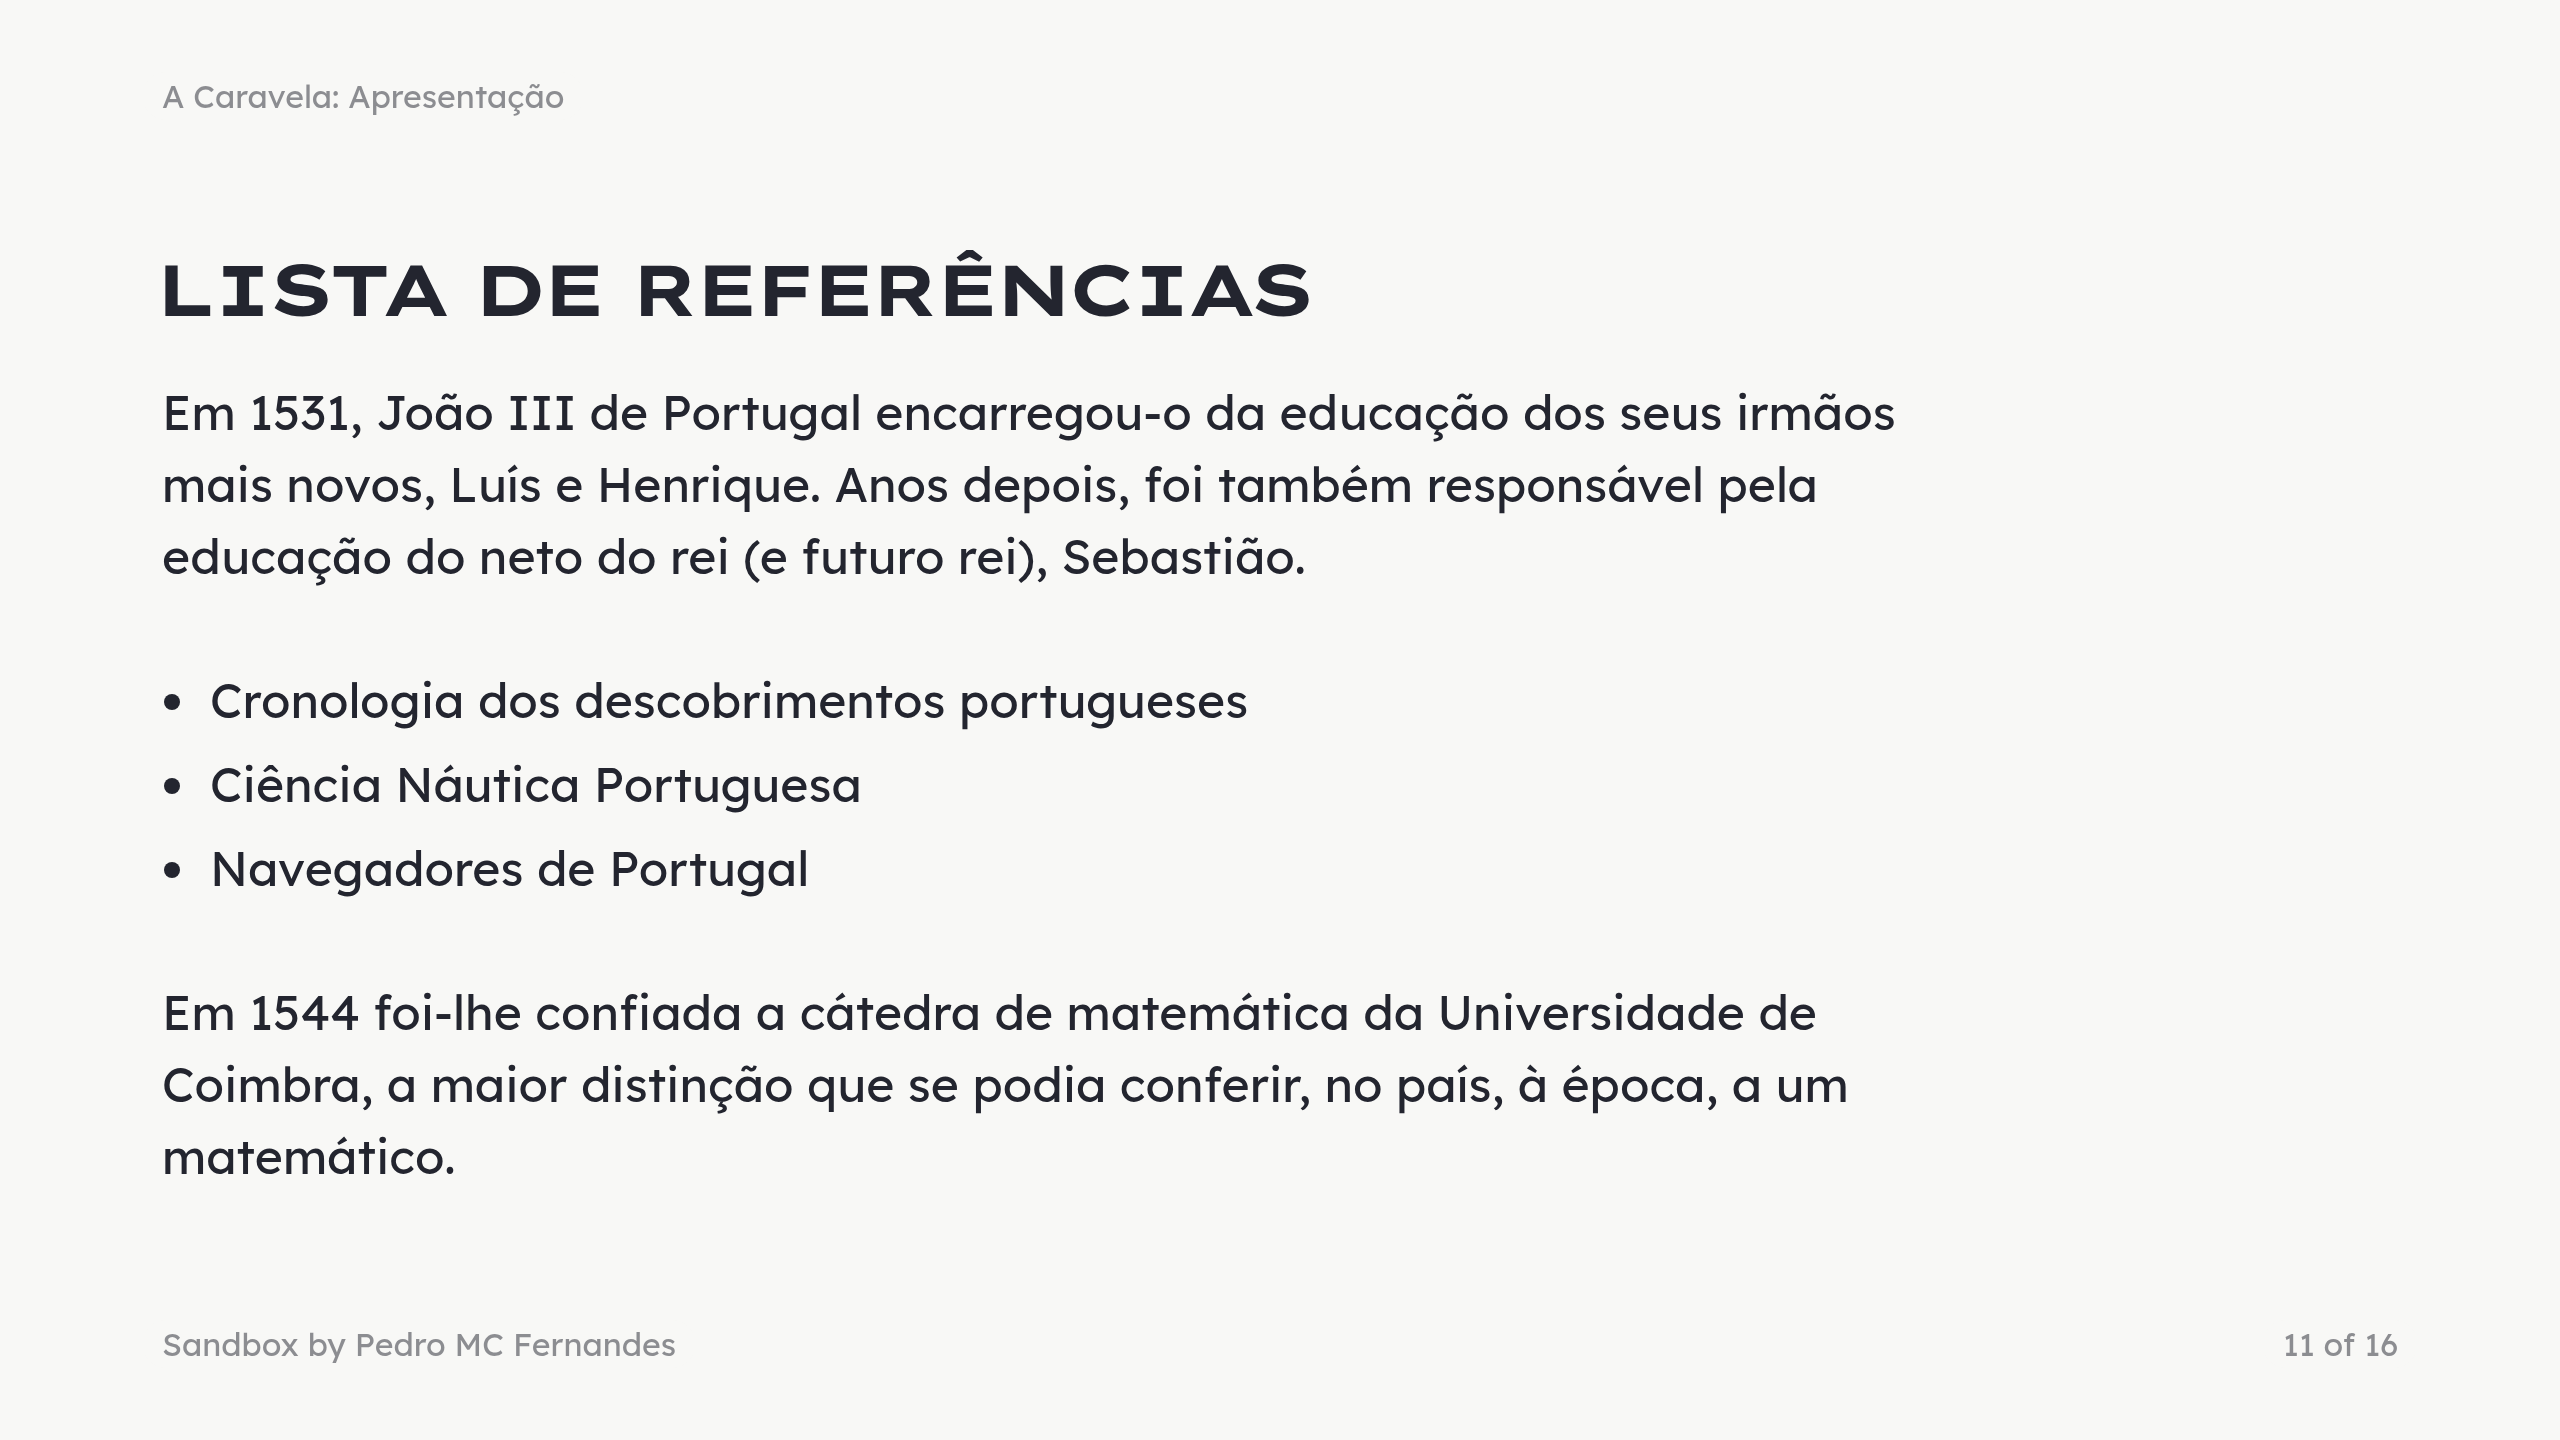 A Caravela: Apresentação
LISTA DE REFERÊNCIAS
Em 1531, João III de Portugal encarregou-o da educação dos seus irmãos
mais novos, Luís e Henrique. Anos depois, foi também responsável pela
educação do neto do rei (e futuro rei), Sebastião.
• Cronologia dos descobrimentos portugueses
• Ciência Náutica Portuguesa
• Navegadores de Portugal
Em 1544 foi-lhe confiada a cátedra de matemática da Universidade de
Coimbra, a maior distinção que se podia conferir, no país, à época, a um
matemático.
Sandbox by Pedro MC Fernandes
11 of 16